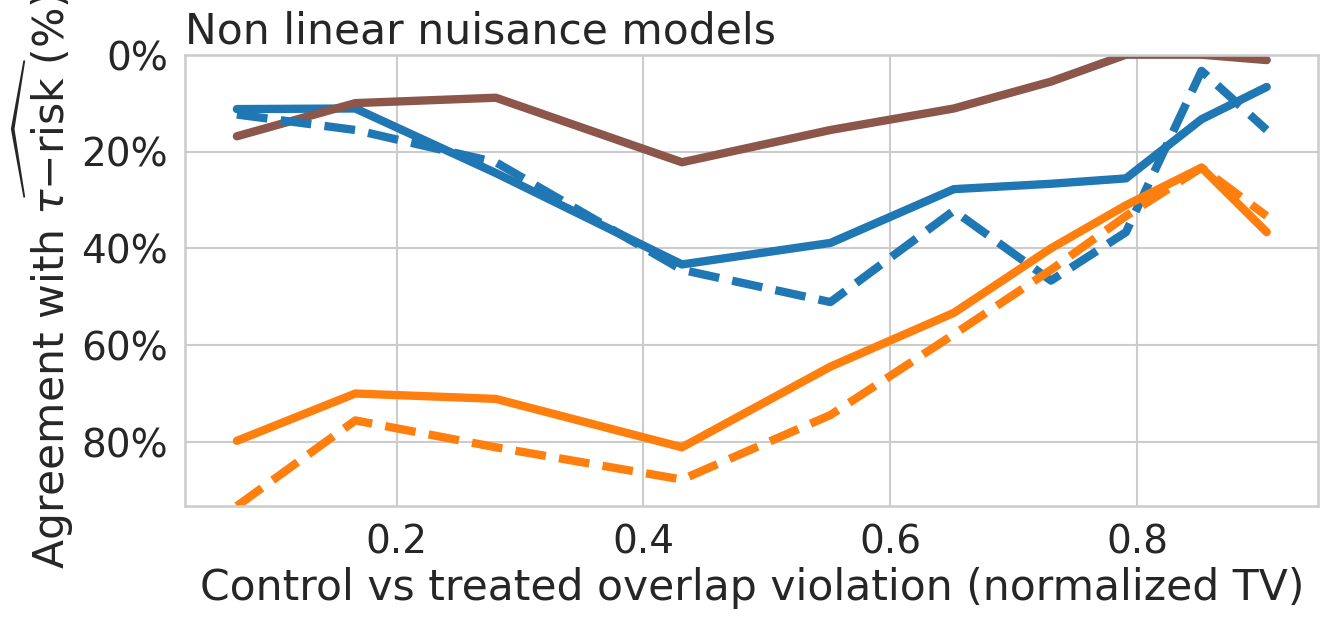 Non linear nuisance models
Agreement with τ−risk (%)
0%
20%
40%
60%
80%
0.2 0.4 0.6 0.8
Control vs treated overlap violation (normalized TV)